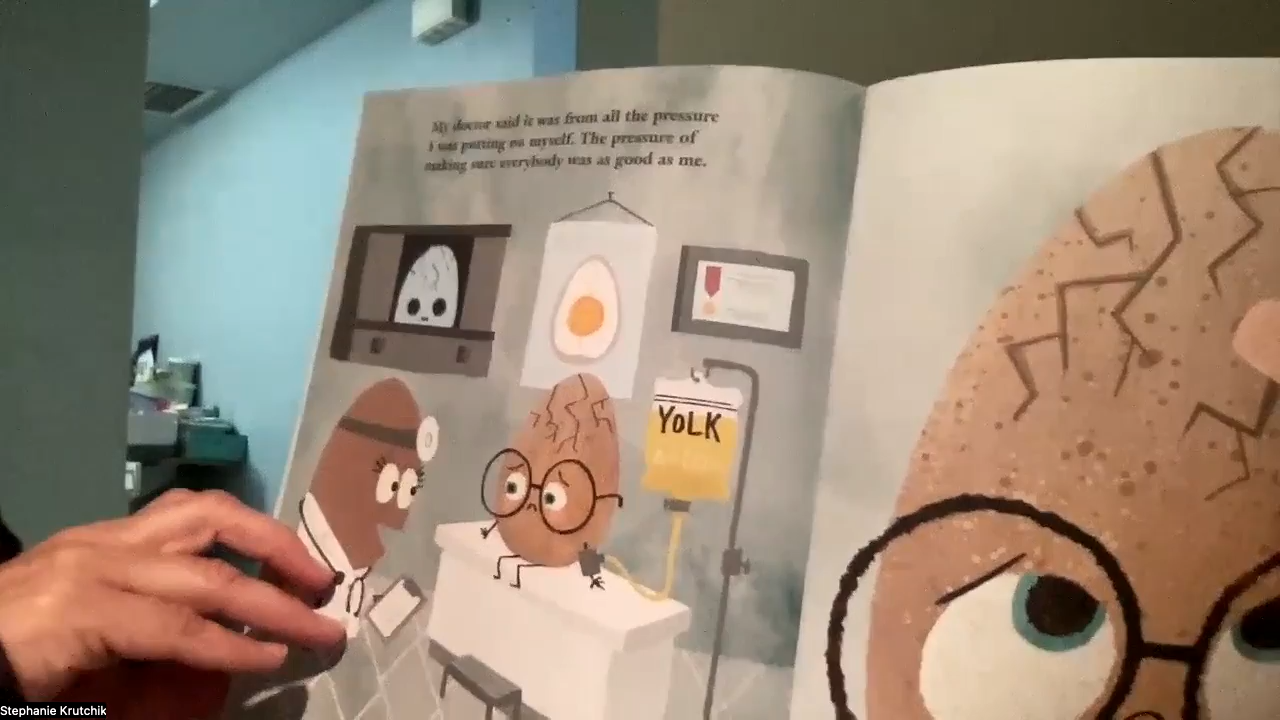 My doctor said it was from all the pressure
I was putting on myself. The pressure of
making sure everybody was as good as me.
YOLK
Stephanie Krutchik